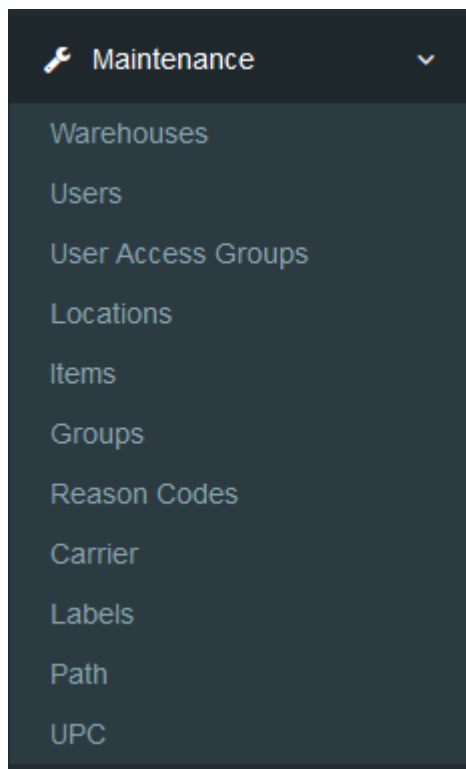 Maintenance
Warehouses
Users
User Access Groups
Locations
Items
Groups
Reason Codes
Carrier
Labels
Path
UPC